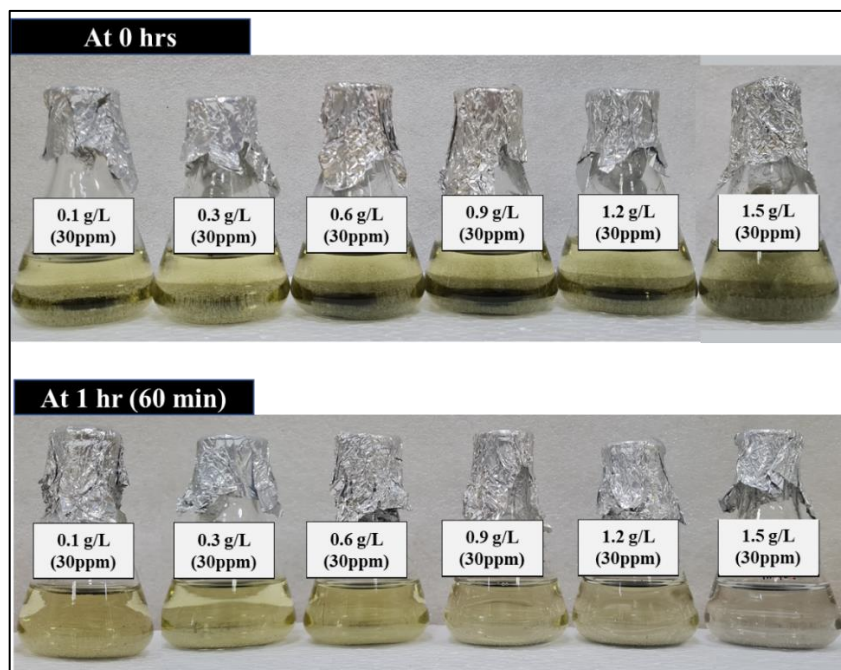 At 0 hrs
0.1 g/L
(30ppm)
0.3 g/L
(30ppm)
0.6 g/L
(30ppm)
0.9 g/L
(30ppm)
1.2 g/L
(30ppm)
1.5 g/L
(30ppm)
At 1 hr (60 min)
0.1 g/L
(30ppm)
0.3 g/L
(30ppm)
0.6 g/L
(30ppm)
0.9 g/L
(30ppm)
1.2 g/L
(30ppm)
1.5 g/L
(30ppm)